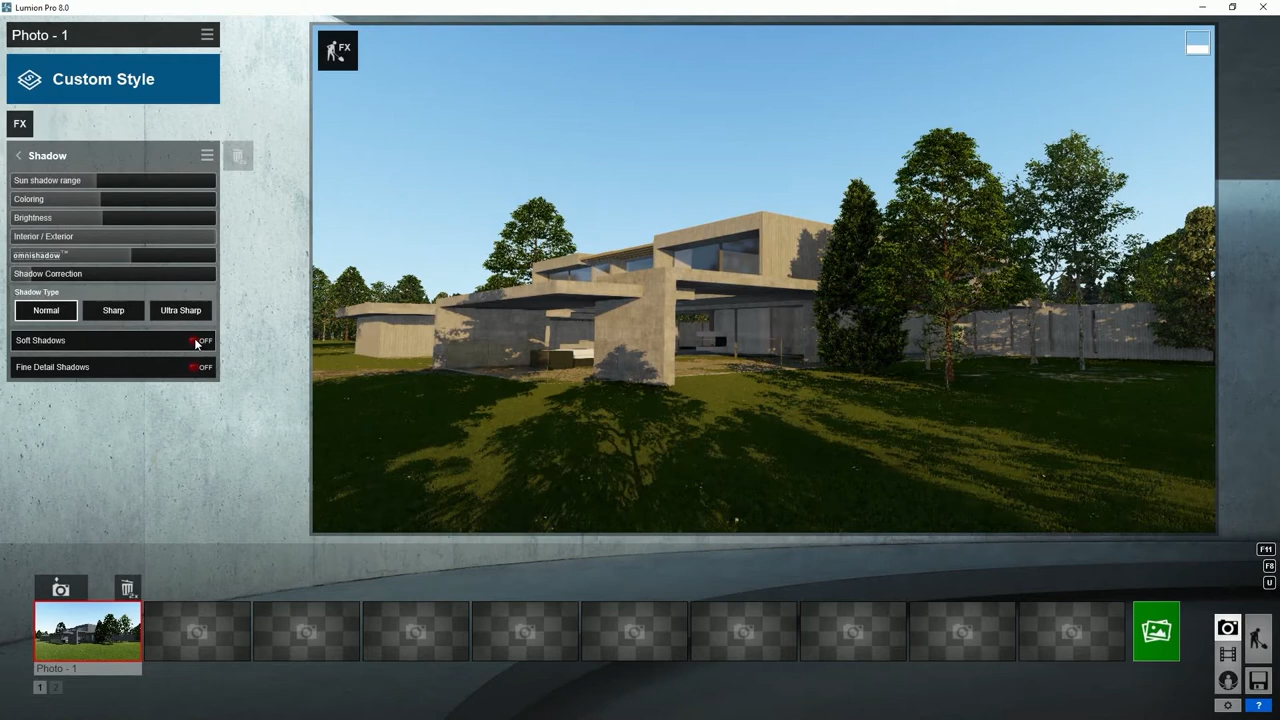 Lumion Pro 8.0
Photo - 1
FX
Custom Style
FX
Shadow
Sun shadow range
Coloring
Brightness
Interior / Exterior
omnishadow™
Shadow Correction
Shadow Type
Normal Sharp Ultra Sharp
Soft Shadows OFF
Fine Detail Shadows OFF
F11
F8
U
Photo - 1
1 2
?